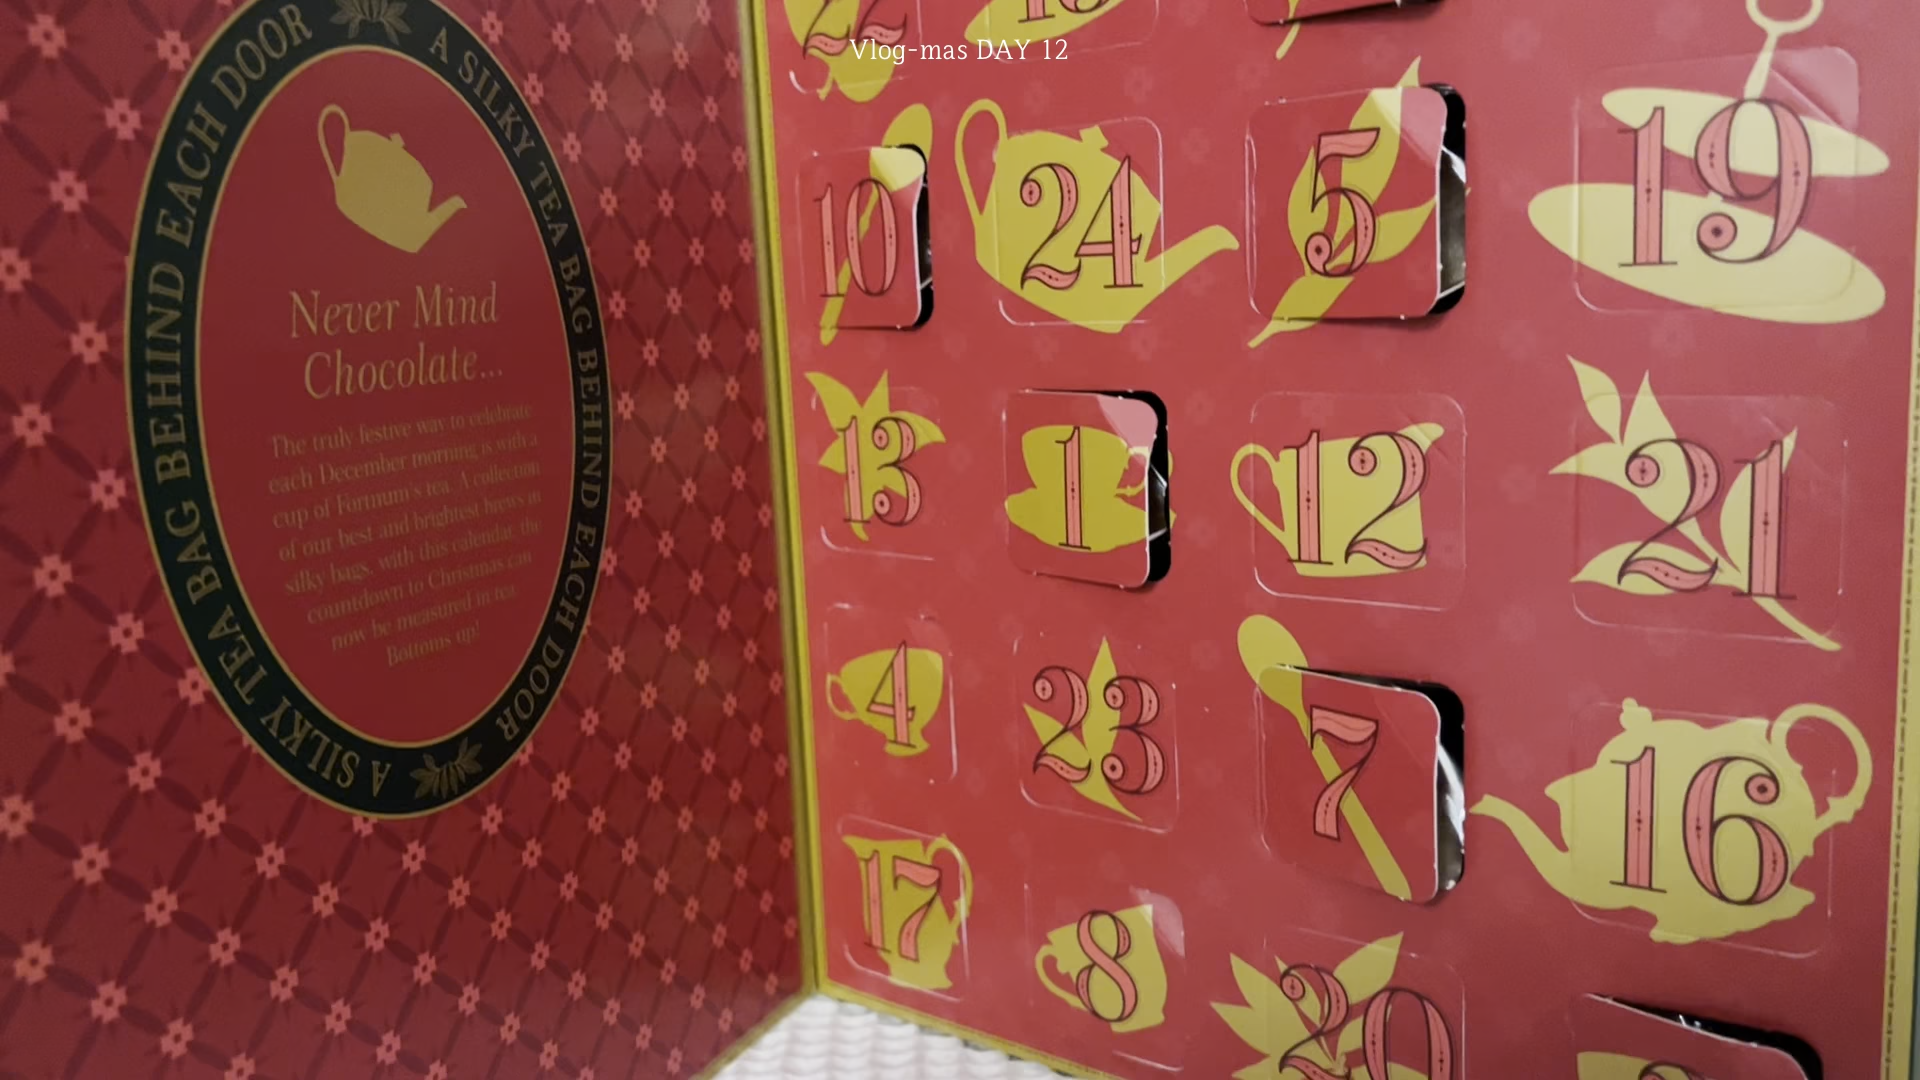 Vlog-mas DAY 12
A SILKY TEA BAG BEHIND EACH DOOR
A SILKY TEA BAG BEHIND EACH DOOR
Never Mind
Chocolate...
The truly festive way to celebrate
each December morning is with a
cup of Fortnum's tea. A collection
of our best and brightest brews in
silky bags, with this calendar, the
countdown to Christmas can
now be measured in tea.
Bottoms up!
22
10
24
5
19
13
1
12
21
4
23
7
16
17
8
20